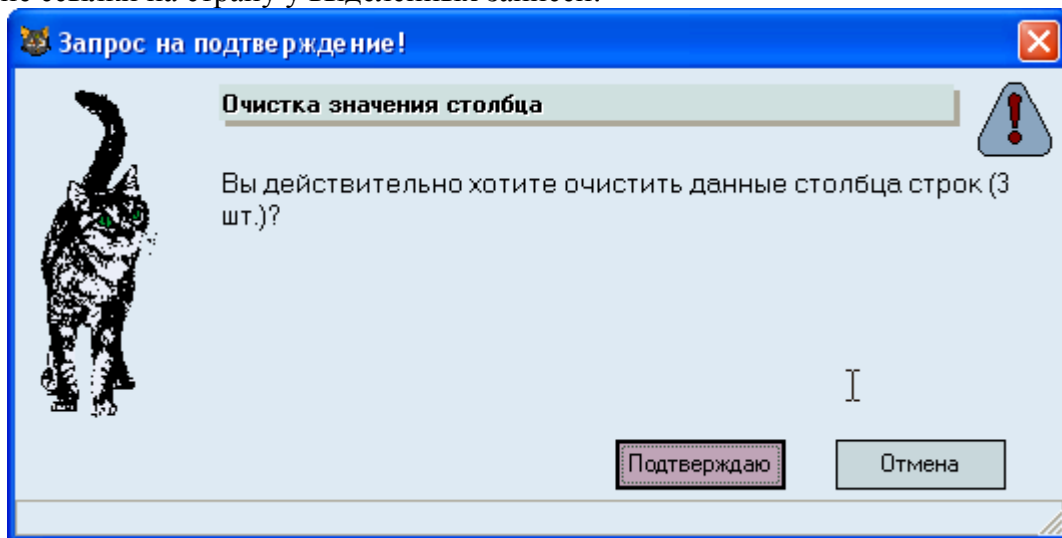 Запрос на подтверждение!
Очистка значения столбца
Вы действительно хотите очистить данные столбца строк (3
шт.)?
Подтверждаю
Отмена